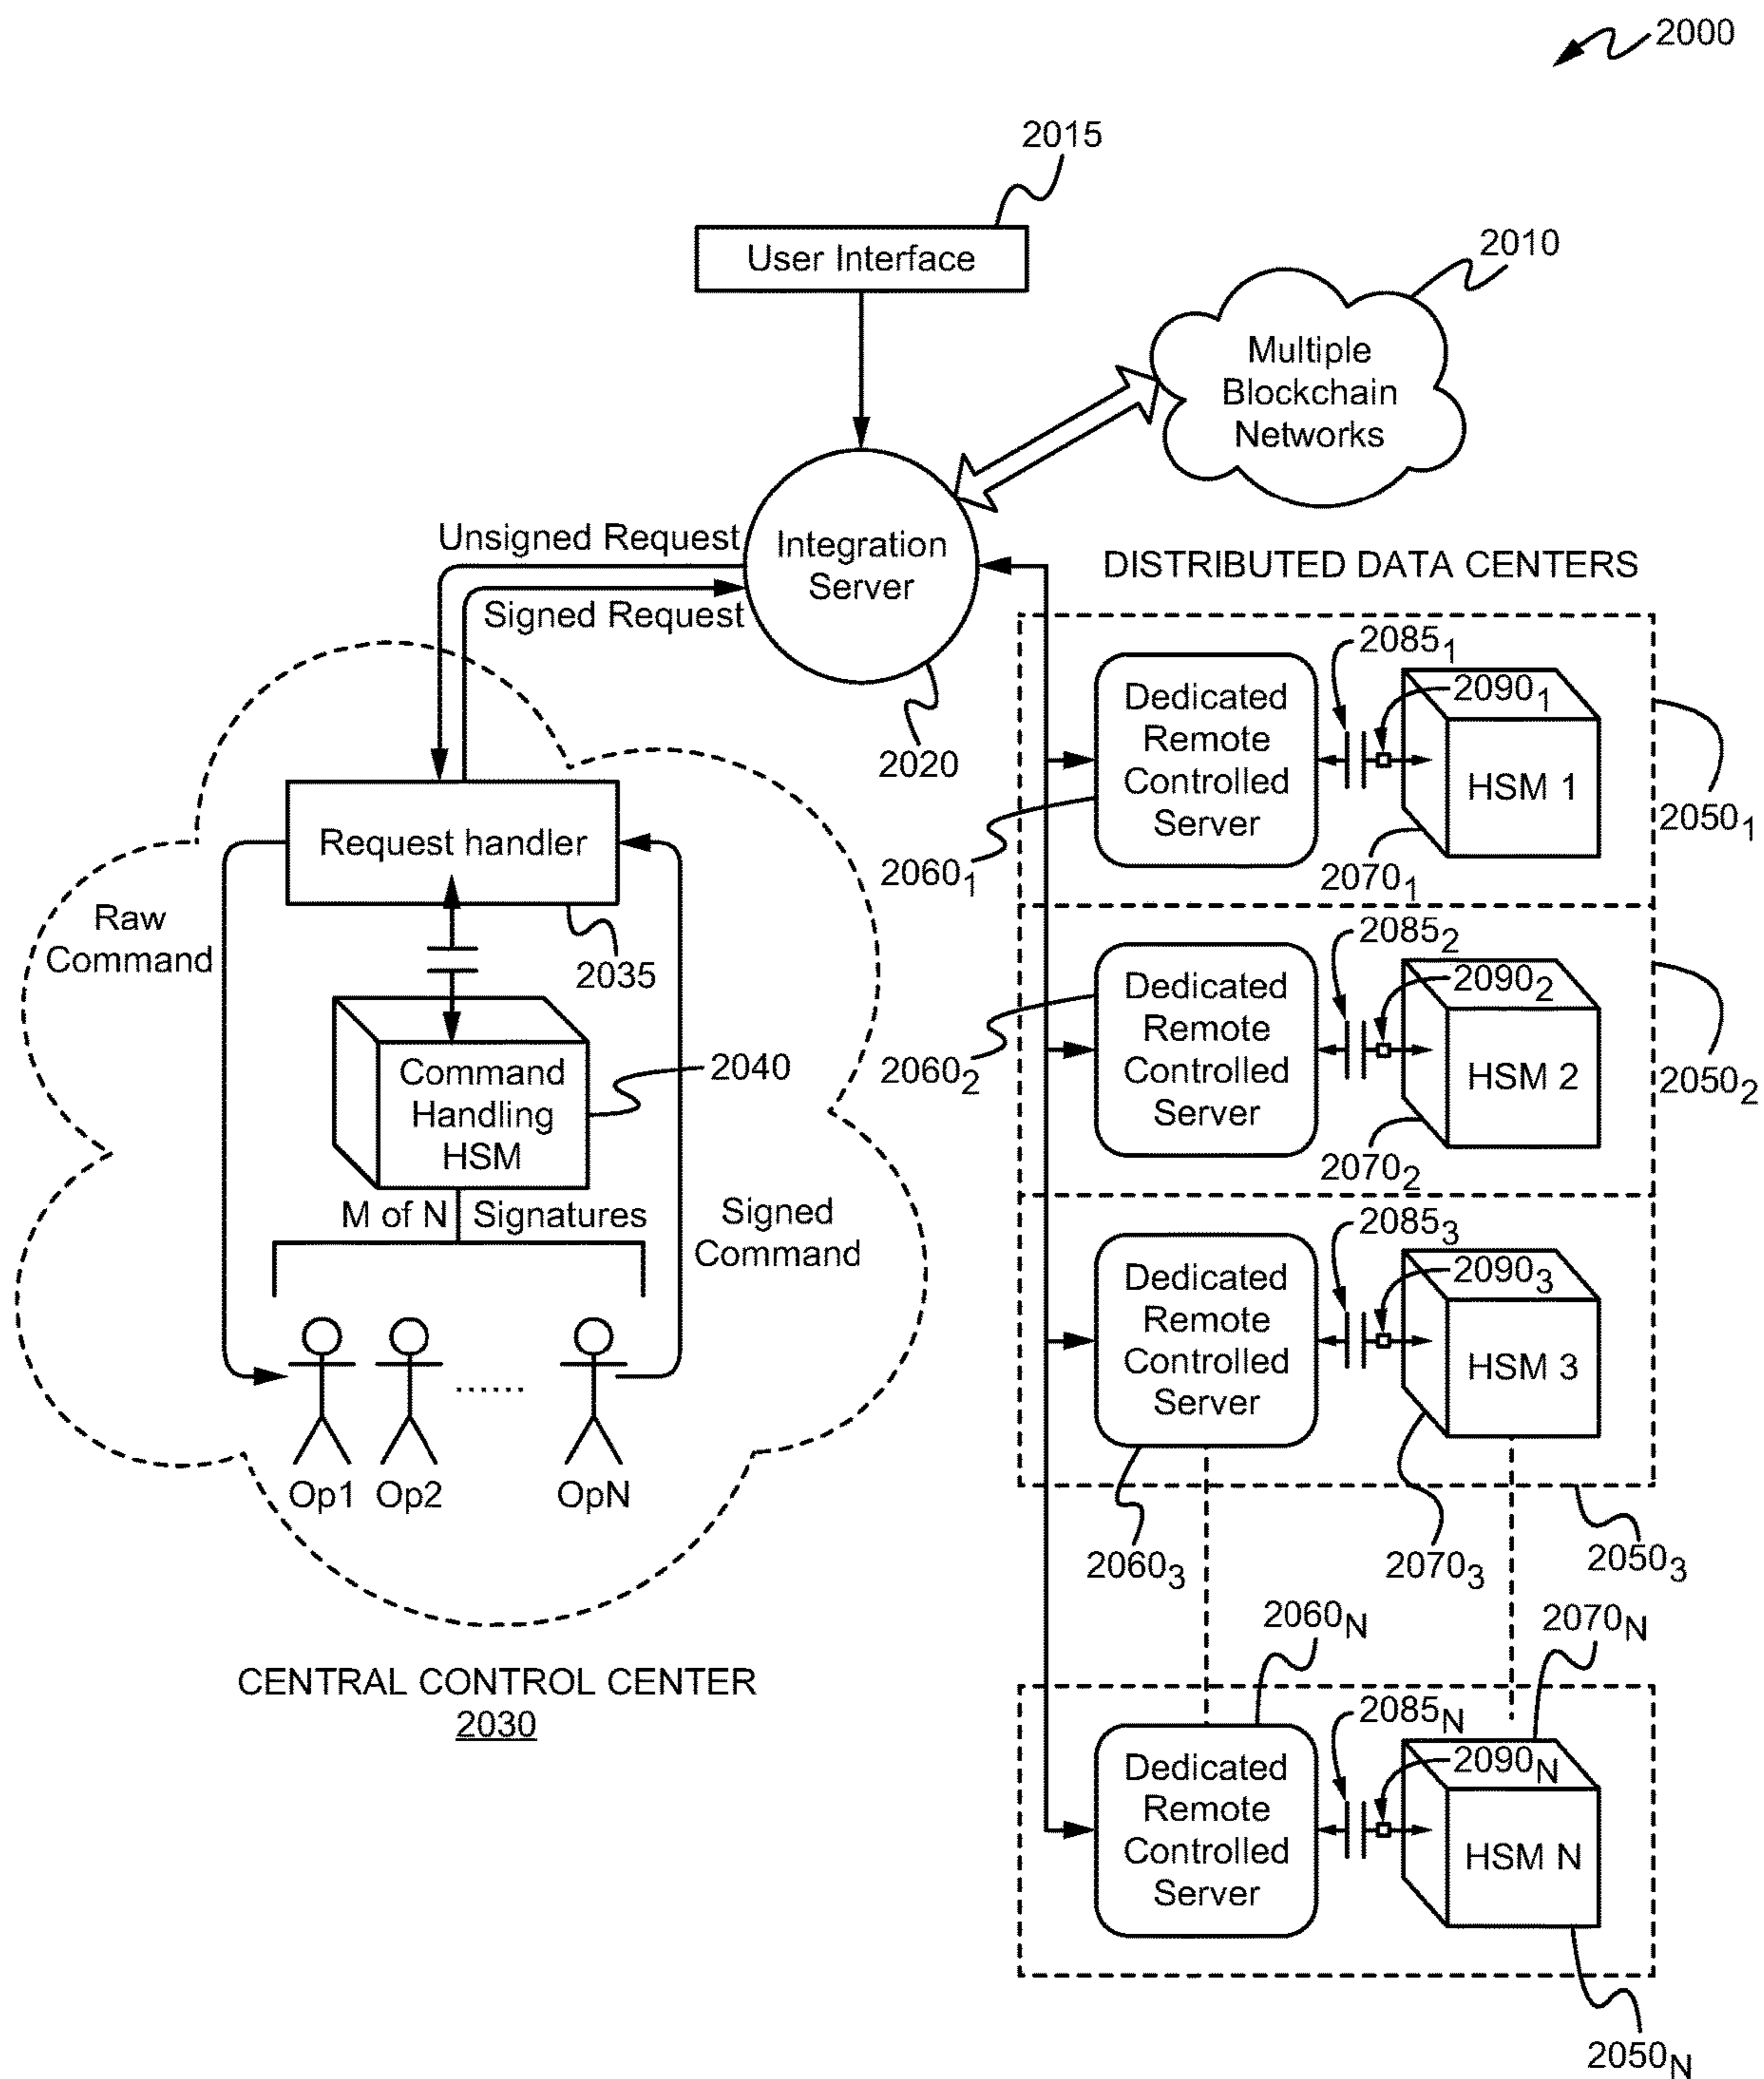 2000
2015
User Interface
2010
Multiple
Blockchain
Networks
Unsigned Request
Signed Request
Integration
Server
2020
DISTRIBUTED DATA CENTERS
Request handler
2035
Raw
Command
Command
Handling
HSM
2040
M of N Signatures
Signed
Command
Op1 Op2 ...... OpN
CENTRAL CONTROL CENTER
2030
Dedicated
Remote
Controlled
Server
2060₁
2085₁
2090₁
HSM 1
2070₁
2050₁
Dedicated
Remote
Controlled
Server
2060₂
2085₂
2090₂
HSM 2
2070₂
2050₂
Dedicated
Remote
Controlled
Server
2060₃
2085₃
2090₃
HSM 3
2070₃
2050₃
2060N
2070N
Dedicated
Remote
Controlled
Server
2085N
2090N
HSM N
2050N